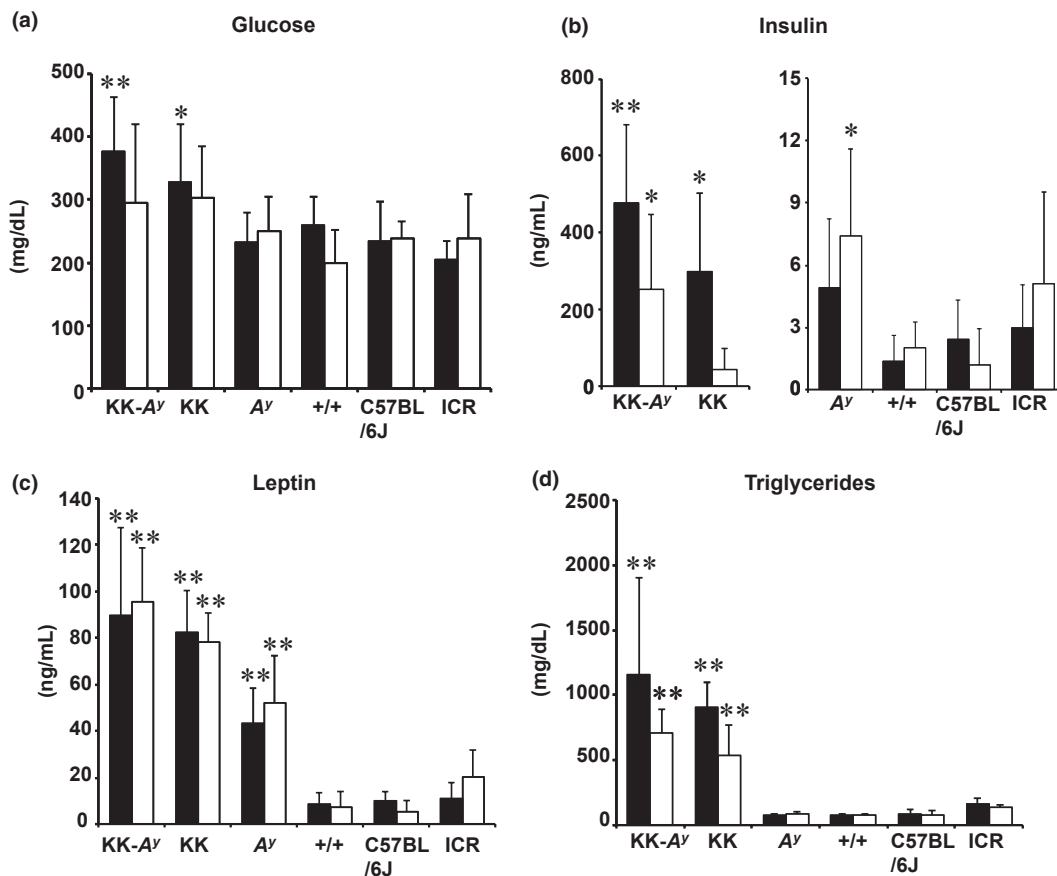 (a)
Glucose
(mg/dL)
500
400
300
200
100
0
** *
KK-Aʸ KK Aʸ +/+ C57BL ICR
/6J
(b)
Insulin
(ng/mL)
800
600
400
200
0
** * *
KK-Aʸ KK
15
12
9
6
3
0
*
Aʸ +/+ C57BL ICR
/6J
(c)
Leptin
(ng/mL)
140
120
100
80
60
40
20
0
** ** ** ** ** **
KK-Aʸ KK Aʸ +/+ C57BL ICR
/6J
(d)
Triglycerides
(mg/dL)
2500
2000
1500
1000
500
0
** ** ** **
KK-Aʸ KK Aʸ +/+ C57BL ICR
/6J